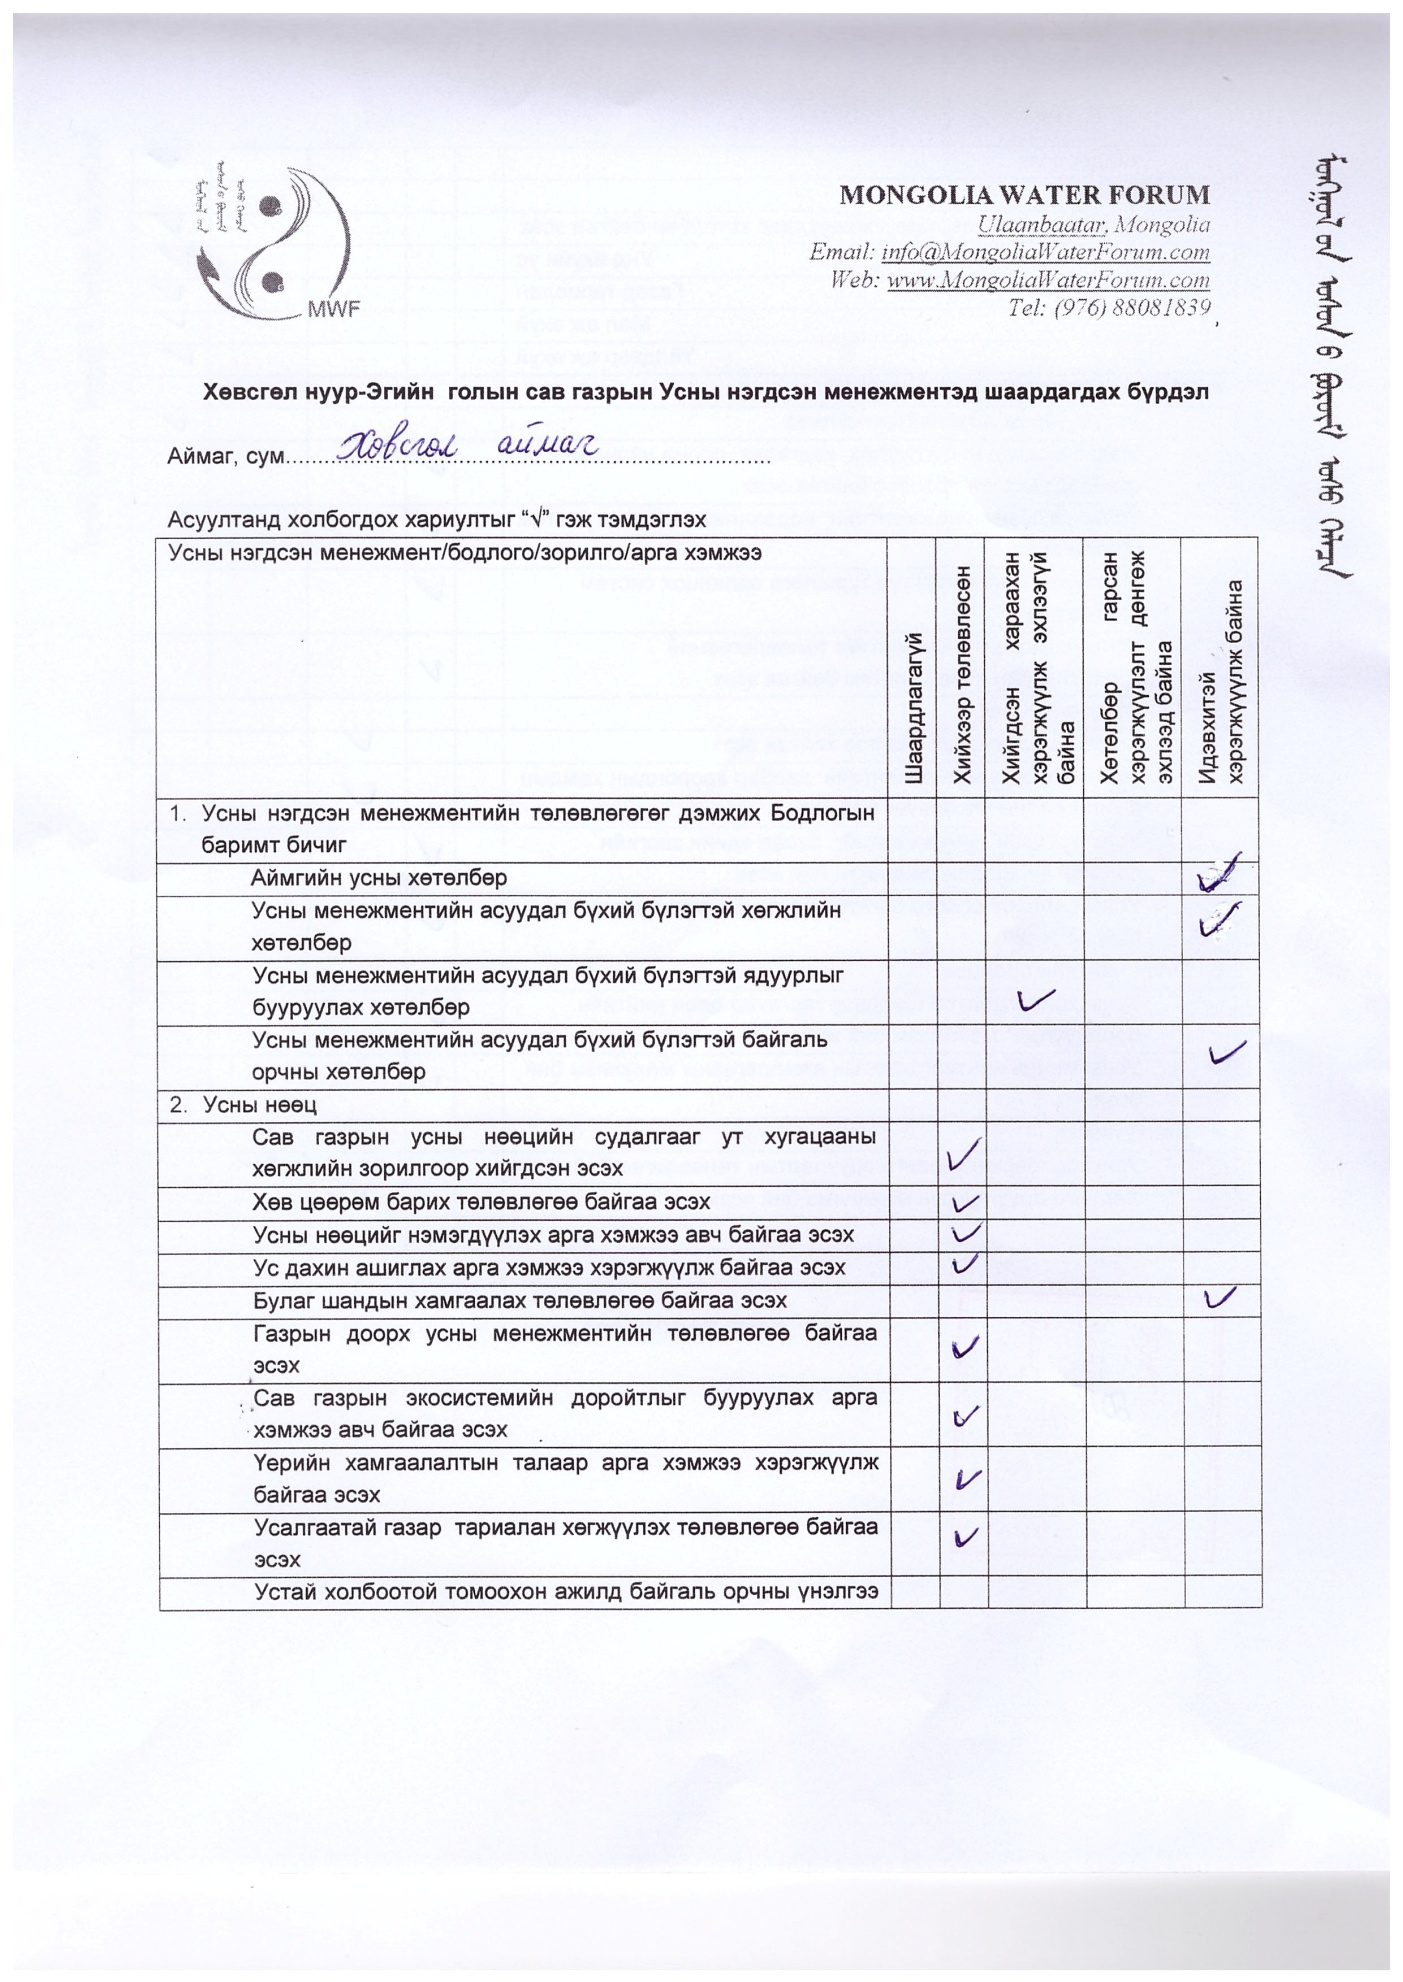 MWF
MONGOLIA WATER FORUM
Ulaanbaatar, Mongolia
Email: info@MongoliaWaterForum.com
Web: www.MongoliaWaterForum.com
Tel: (976) 88081839
Хөвсгөл нуур-Эгийн голын сав газрын Усны нэгдсэн менежментэд шаардагдах бүрдэл
Аймаг, сум Хөвсгөл аймаг
Асуултанд холбогдох хариултыг “√” гэж тэмдэглэх
Усны нэгдсэн менежмент/бодлого/зорилго/арга хэмжээ
Шаардлагагүй
Хийхээр төлөвлөсөн
Хийгдсэн хараахан
хэрэгжүүлж эхлээгүй
байна
Хөтөлбөр гарсан
хэрэгжүүлэлт дөнгөж
эхлээд байна
Идэвхитэй
хэрэгжүүлж байна
1. Усны нэгдсэн менежментийн төлөвлөгөгөг дэмжих Бодлогын
баримт бичиг
Аймгийн усны хөтөлбөр ✓
Усны менежментийн асуудал бүхий бүлэгтэй хөгжлийн
хөтөлбөр ✓
Усны менежментийн асуудал бүхий бүлэгтэй ядуурлыг
бууруулах хөтөлбөр ✓
Усны менежментийн асуудал бүхий бүлэгтэй байгаль
орчны хөтөлбөр ✓
2. Усны нөөц
Сав газрын усны нөөцийн судалгааг ут хугацааны
хөгжлийн зорилгоор хийгдсэн эсэх ✓
Хөв цөөрөм барих төлөвлөгөө байгаа эсэх ✓
Усны нөөцийг нэмэгдүүлэх арга хэмжээ авч байгаа эсэх ✓
Ус дахин ашиглах арга хэмжээ хэрэгжүүлж байгаа эсэх ✓
Булаг шандын хамгаалах төлөвлөгөө байгаа эсэх ✓
Газрын доорх усны менежментийн төлөвлөгөө байгаа
эсэх ✓
Сав газрын экосистемийн доройтлыг бууруулах арга
хэмжээ авч байгаа эсэх ✓
Үерийн хамгаалалтын талаар арга хэмжээ хэрэгжүүлж
байгаа эсэх ✓
Усалгаатай газар тариалан хөгжүүлэх төлөвлөгөө байгаа
эсэх ✓
Устай холбоотой томоохон ажилд байгаль орчны үнэлгээ